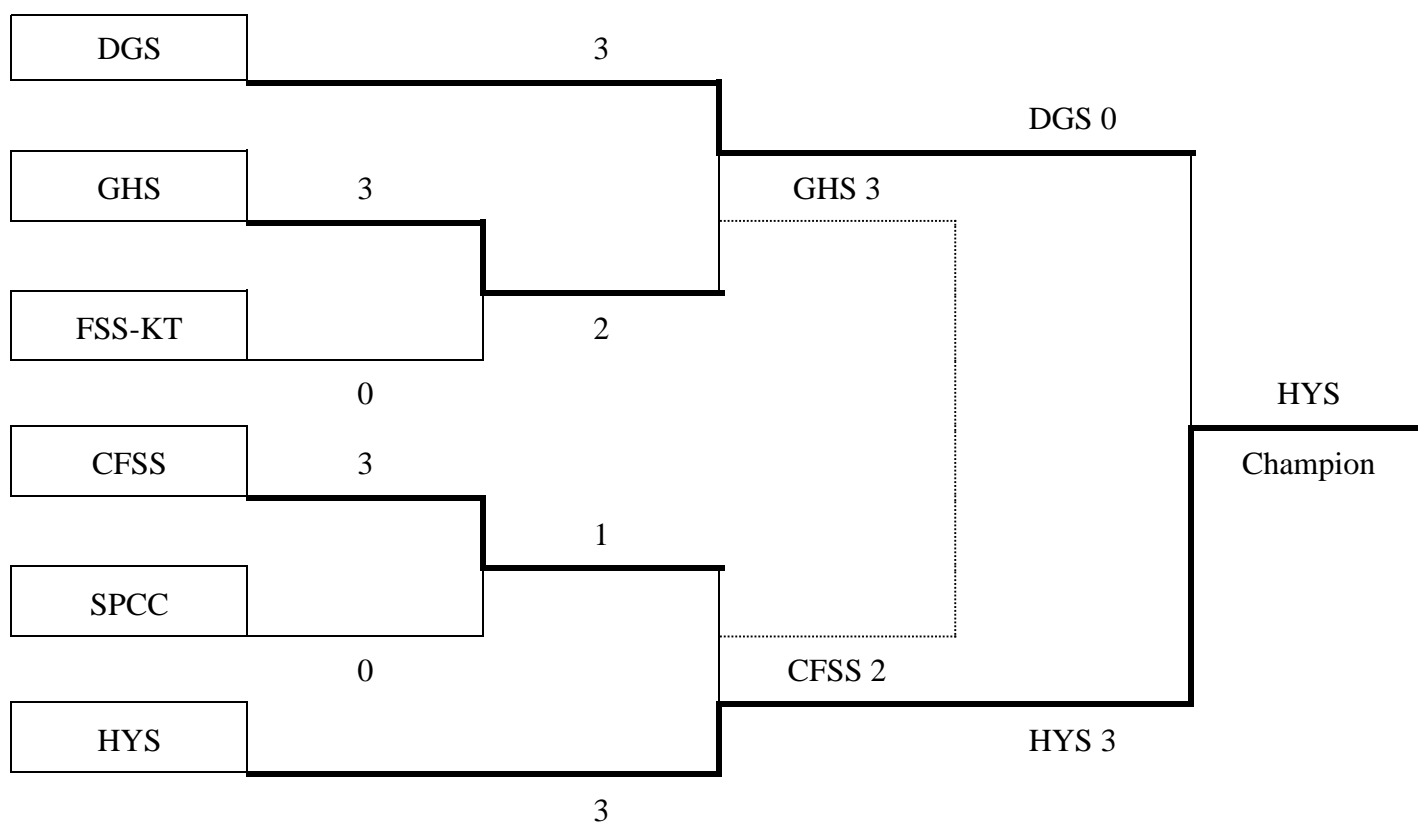 DGS 3
DGS 0
GHS 3 GHS 3
FSS-KT 2
0 HYS
CFSS 3 Champion
1
SPCC
0 CFSS 2
HYS HYS 3
3